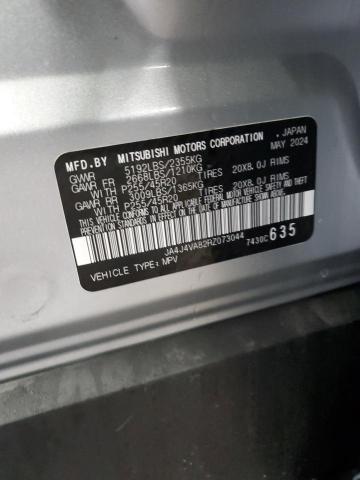 MFD.BY MITSUBISHI MOTORS CORPORATION, JAPAN
GVWR 5192LBS/2355KG MAY 2024
GAWR FR 2668LBS/1210KG
WITH P255/45R20 TIRES 20X8.0J RIMS
GAWR RR 3009LBS/1365KG
WITH P255/45R20 TIRES 20X8.0J RIMS
JA4J4VA82RZ073044
VEHICLE TYPE:MPV 7430C 635